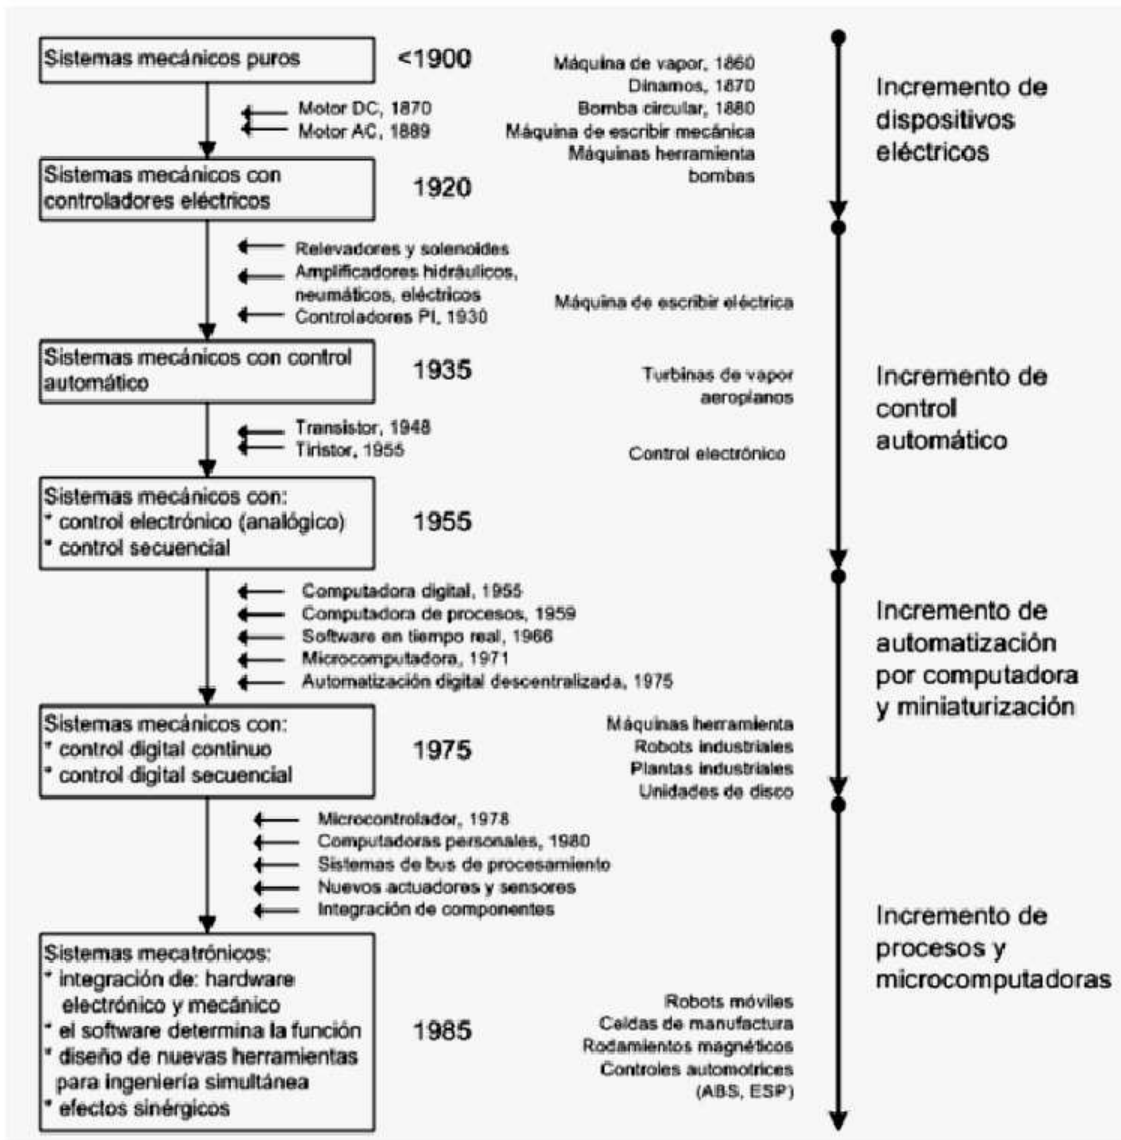 Sistemas mecánicos puros
<1900
Máquina de vapor, 1860
Dinamos, 1870
Bomba circular, 1880
Máquina de escribir mecánica
Máquinas herramienta
bombas
Incremento de
dispositivos
eléctricos
Motor DC, 1870
Motor AC, 1889
Sistemas mecánicos con
controladores eléctricos
1920
Relevadores y solenoides
Amplificadores hidráulicos,
neumáticos, eléctricos
Controladores PI, 1930
Máquina de escribir eléctrica
Sistemas mecánicos con control
automático
1935
Turbinas de vapor
aeroplanos
Incremento de
control
automático
Transistor, 1948
Tiristor, 1955
Control electrónico
Sistemas mecánicos con:
* control electrónico (analógico)
* control secuencial
1955
Computadora digital, 1955
Computadora de procesos, 1959
Software en tiempo real, 1966
Microcomputadora, 1971
Automatización digital descentralizada, 1975
Incremento de
automatización
por computadora
y miniaturización
Sistemas mecánicos con:
* control digital continuo
* control digital secuencial
1975
Máquinas herramienta
Robots industriales
Plantas industriales
Unidades de disco
Microcontrolador, 1978
Computadoras personales, 1980
Sistemas de bus de procesamiento
Nuevos actuadores y sensores
Integración de componentes
Incremento de
procesos y
microcomputadoras
Sistemas mecatrónicos:
* integración de: hardware
electrónico y mecánico
* el software determina la función
* diseño de nuevas herramientas
para ingeniería simultánea
* efectos sinérgicos
1985
Robots móviles
Celdas de manufactura
Rodamientos magnéticos
Controles automotrices
(ABS, ESP)